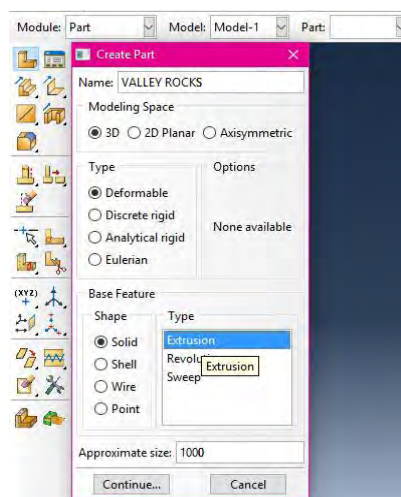 Module: Part Model: Model-1 Part:
Create Part
Name: VALLEY ROCKS
Modeling Space
3D 2D Planar Axisymmetric
Type Options
Deformable
Discrete rigid
Analytical rigid
Eulerian
None available
Base Feature
Shape Type
Solid
Shell
Wire
Point
Extrusion
Extrusion
Sweep
Approximate size: 1000
Continue... Cancel
(XYZ)